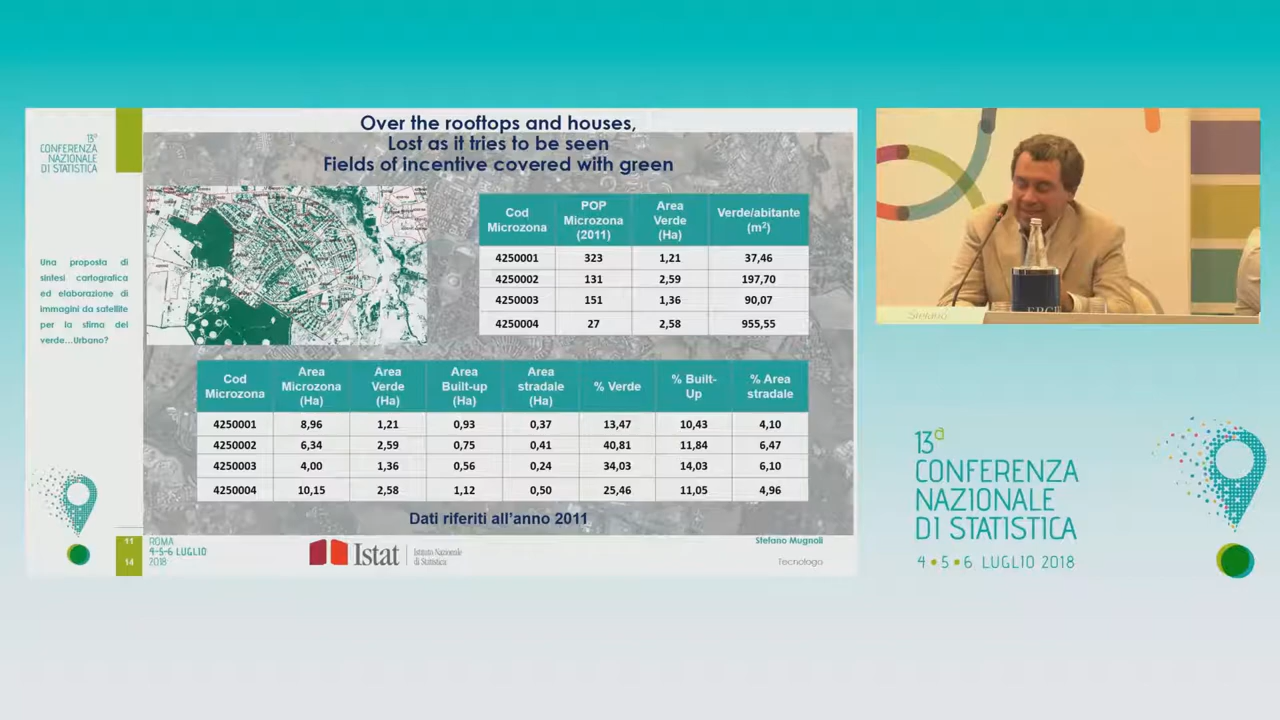 13ª
CONFERENZA
NAZIONALE
DI STATISTICA
Una proposta di
sintesi cartografica
ed elaborazione di
immagini da satellite
per la stima del
verde...Urbano?
Over the rooftops and houses,
Lost as it tries to be seen
Fields of incentive covered with green
Cod Microzona POP Microzona (2011) Area Verde (Ha) Verde/abitante (m²)
4250001 323 1,21 37,46
4250002 131 2,59 197,70
4250003 151 1,36 90,07
4250004 27 2,58 955,55
Cod Microzona Area Microzona (Ha) Area Verde (Ha) Area Built-up (Ha) Area stradale (Ha) % Verde % Built-Up % Area stradale
4250001 8,96 1,21 0,93 0,37 13,47 10,43 4,10
4250002 6,34 2,59 0,75 0,41 40,81 11,84 6,47
4250003 4,00 1,36 0,56 0,24 34,03 14,03 6,10
4250004 10,15 2,58 1,12 0,50 25,46 11,05 4,96
Dati riferiti all'anno 2011
11
14
ROMA
4-5-6 LUGLIO
2018
Istat
Istituto Nazionale
di Statistica
Stefano Mugnoli
Tecnologo
Stefano
13ª
CONFERENZA
NAZIONALE
DI STATISTICA
4 • 5 • 6 LUGLIO 2018